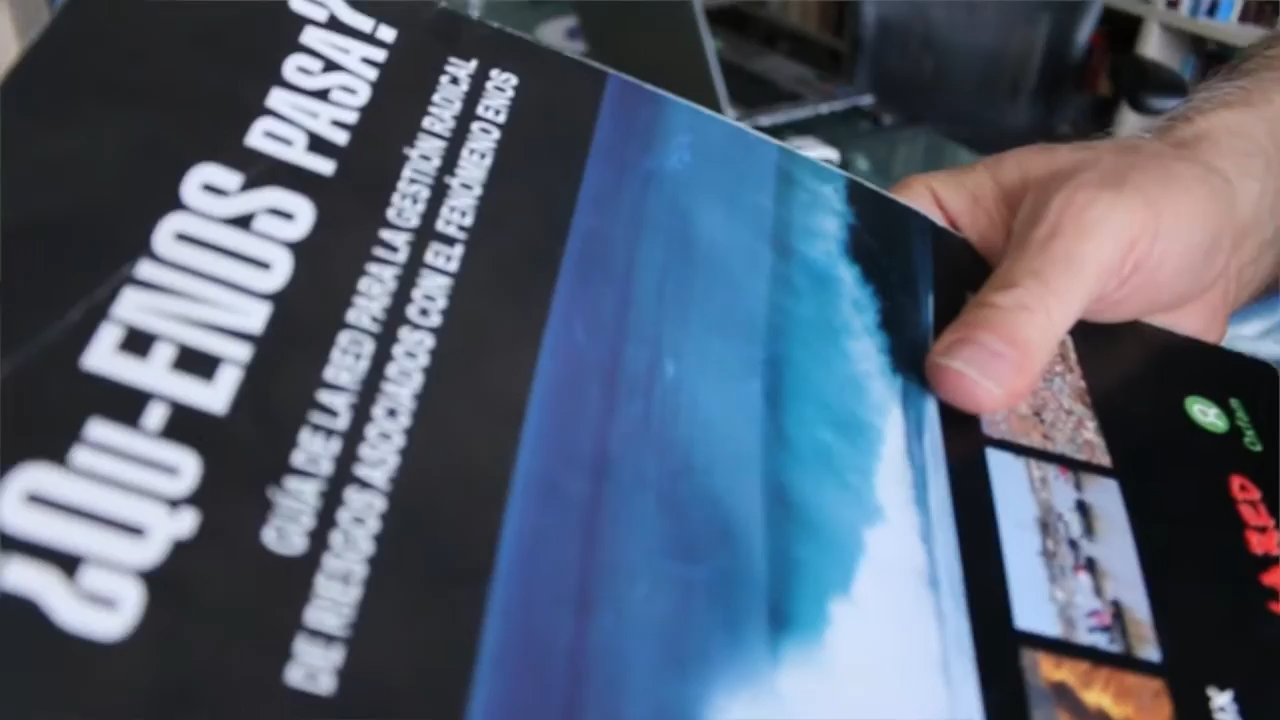 ¿QU-ENOS PASA?
GUÍA DE LA RED PARA LA GESTIÓN RADICAL
DE RIESGOS ASOCIADOS CON EL FENÓMENO ENOS
Oxfam
LA RED